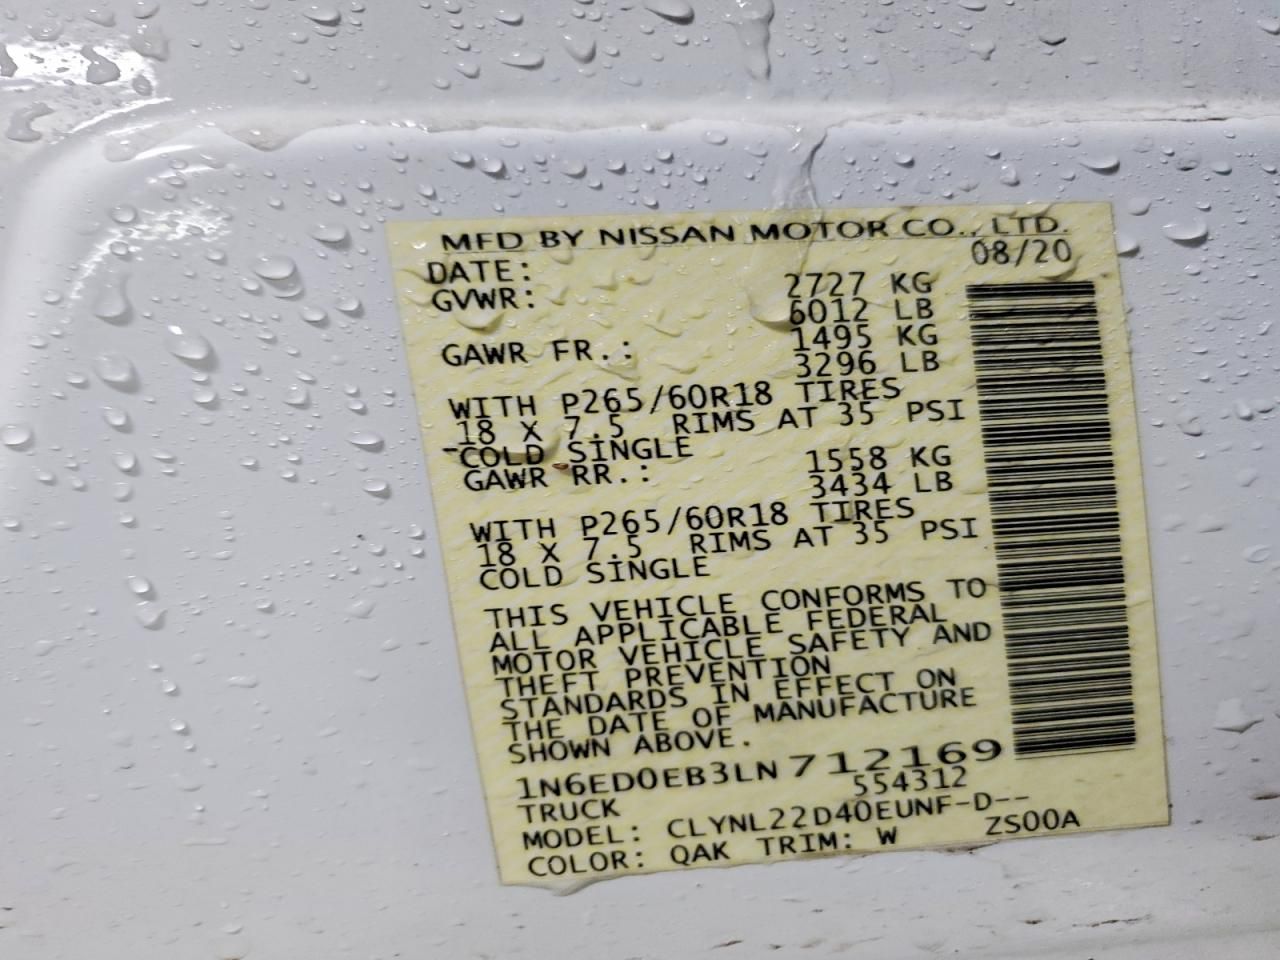 MFD BY NISSAN MOTOR CO., LTD.
DATE: 08/20
GVWR: 2727 KG
6012 LB
GAWR FR.: 1495 KG
3296 LB
WITH P265/60R18 TIRES
18 X 7.5 RIMS AT 35 PSI
COLD SINGLE
GAWR RR.: 1558 KG
3434 LB
WITH P265/60R18 TIRES
18 X 7.5 RIMS AT 35 PSI
COLD SINGLE
THIS VEHICLE CONFORMS TO
ALL APPLICABLE FEDERAL
MOTOR VEHICLE SAFETY AND
THEFT PREVENTION
STANDARDS IN EFFECT ON
THE DATE OF MANUFACTURE
SHOWN ABOVE.
1N6ED0EB3LN712169
TRUCK 554312
MODEL: CLYNL22D40EUNF-D--
COLOR: QAK TRIM: W ZS00A